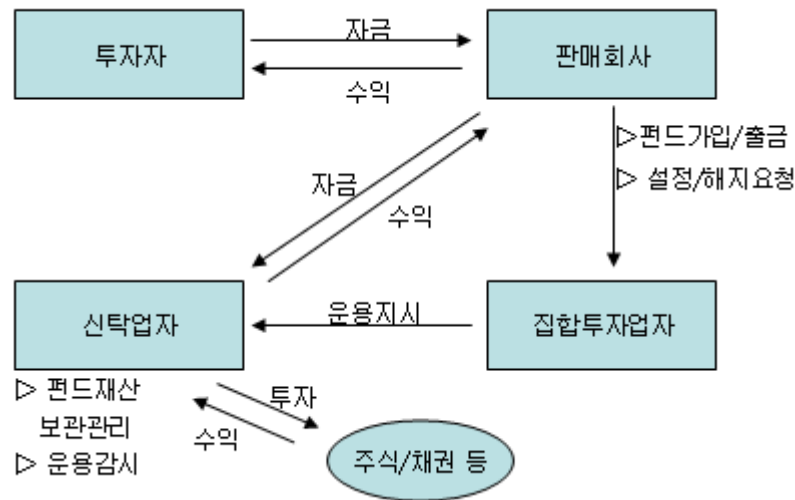 투자자
자금
수익
판매회사
▷펀드가입/출금
▷ 설정/해지요청
자금
수익
신탁업자
운용지시
집합투자업자
▷ 펀드재산
보관관리
▷ 운용감시
투자
수익
주식/채권 등